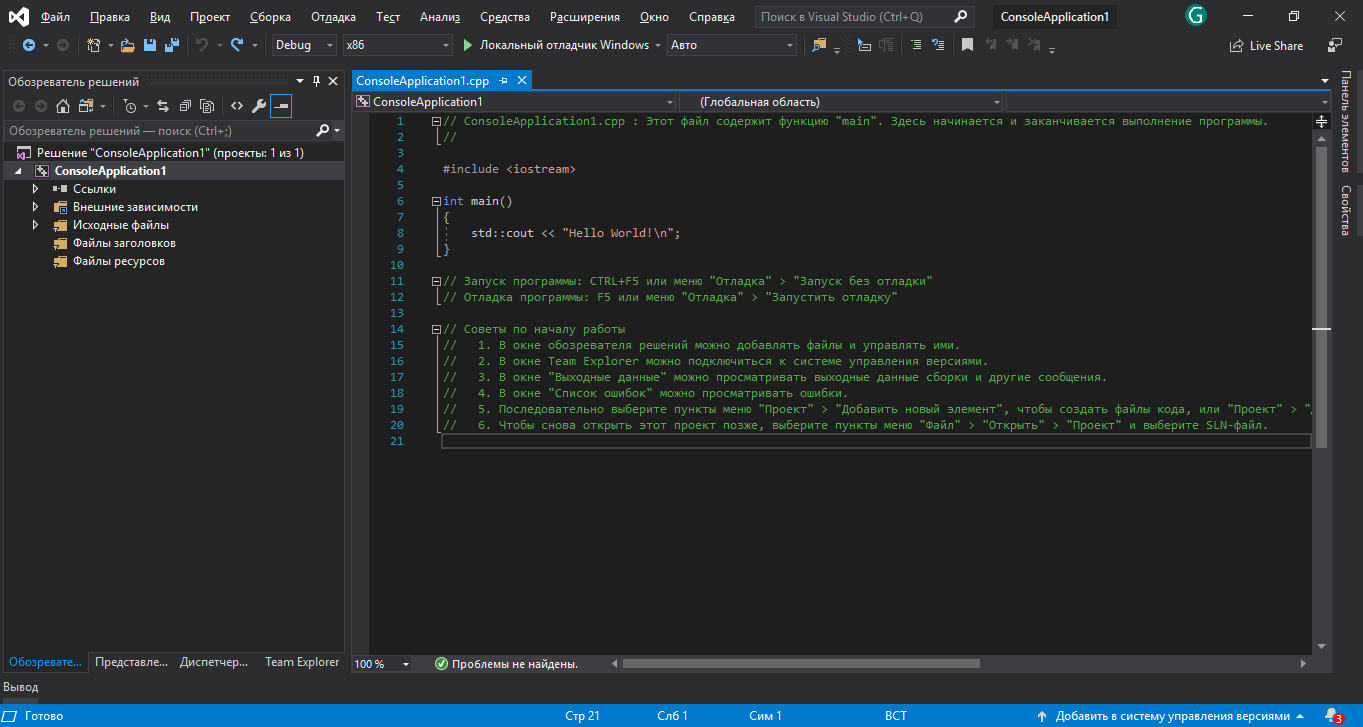 Файл Правка Вид Проект Сборка Отладка Тест Анализ Средства Расширения Окно Справка Поиск в Visual Studio (Ctrl+Q) ConsoleApplication1 G
Debug x86 Локальный отладчик Windows Авто Live Share
Обозреватель решений
Обозреватель решений — поиск (Ctrl+;)
Решение "ConsoleApplication1" (проекты: 1 из 1)
ConsoleApplication1
Ссылки
Внешние зависимости
Исходные файлы
Файлы заголовков
Файлы ресурсов
Обозревате... Представле... Диспетчер... Team Explorer
ConsoleApplication1.cpp
ConsoleApplication1 (Глобальная область)
1 // ConsoleApplication1.cpp : Этот файл содержит функцию "main". Здесь начинается и заканчивается выполнение программы.
2 //
3
4 #include <iostream>
5
6 int main()
7 {
8 std::cout << "Hello World!\n";
9 }
10
11 // Запуск программы: CTRL+F5 или меню "Отладка" > "Запуск без отладки"
12 // Отладка программы: F5 или меню "Отладка" > "Запустить отладку"
13
14 // Советы по началу работы
15 // 1. В окне обозревателя решений можно добавлять файлы и управлять ими.
16 // 2. В окне Team Explorer можно подключиться к системе управления версиями.
17 // 3. В окне "Выходные данные" можно просматривать выходные данные сборки и другие сообщения.
18 // 4. В окне "Список ошибок" можно просматривать ошибки.
19 // 5. Последовательно выберите пункты меню "Проект" > "Добавить новый элемент", чтобы создать файлы кода, или "Проект" > "
20 // 6. Чтобы снова открыть этот проект позже, выберите пункты меню "Файл" > "Открыть" > "Проект" и выберите SLN-файл.
21
100 % Проблемы не найдены.
Панель элементов
Свойства
Вывод
Готово Стр 21 Слб 1 Сим 1 ВСТ Добавить в систему управления версиями 3